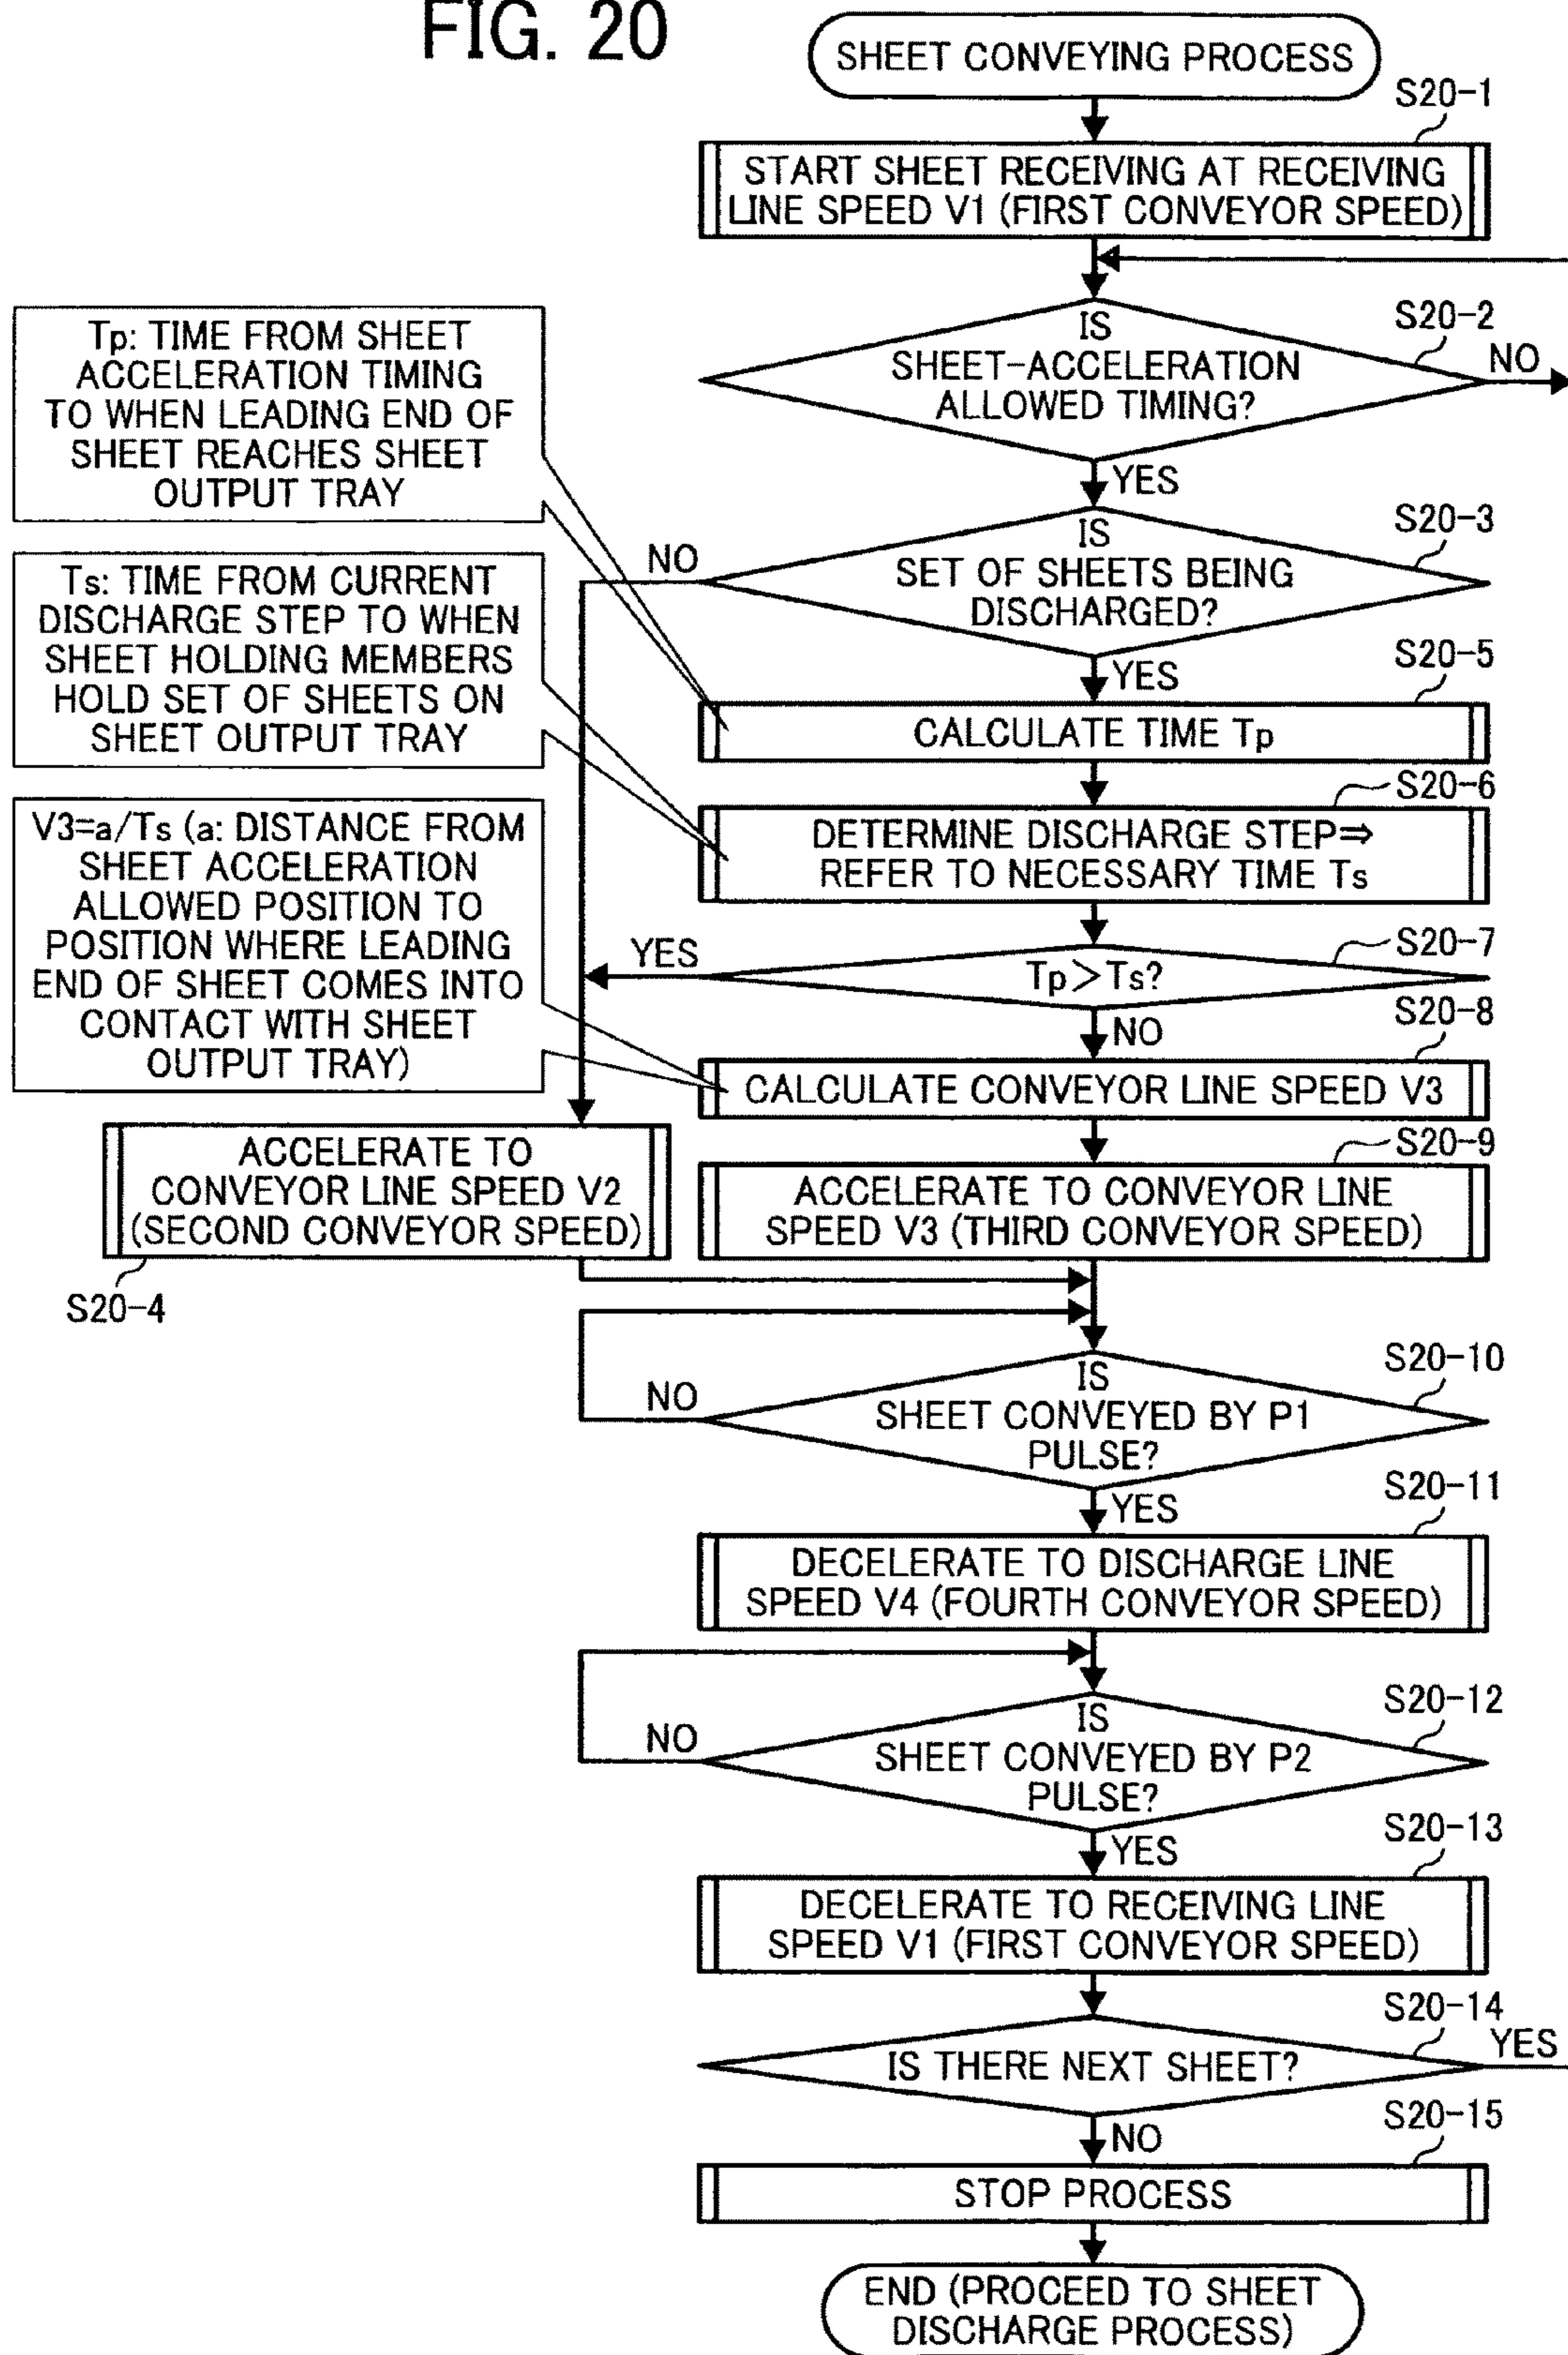 FIG. 20
SHEET CONVEYING PROCESS
S20-1
START SHEET RECEIVING AT RECEIVING
LINE SPEED V1 (FIRST CONVEYOR SPEED)
S20-2
IS
SHEET-ACCELERATION
ALLOWED TIMING?
NO
YES
Tp: TIME FROM SHEET
ACCELERATION TIMING
TO WHEN LEADING END OF
SHEET REACHES SHEET
OUTPUT TRAY
S20-3
IS
SET OF SHEETS BEING
DISCHARGED?
NO
YES
Ts: TIME FROM CURRENT
DISCHARGE STEP TO WHEN
SHEET HOLDING MEMBERS
HOLD SET OF SHEETS ON
SHEET OUTPUT TRAY
S20-5
CALCULATE TIME Tp
S20-6
DETERMINE DISCHARGE STEP⇒
REFER TO NECESSARY TIME Ts
V3=a/Ts (a: DISTANCE FROM
SHEET ACCELERATION
ALLOWED POSITION TO
POSITION WHERE LEADING
END OF SHEET COMES INTO
CONTACT WITH SHEET
OUTPUT TRAY)
S20-7
Tp>Ts?
YES
NO
S20-8
CALCULATE CONVEYOR LINE SPEED V3
ACCELERATE TO
CONVEYOR LINE SPEED V2
(SECOND CONVEYOR SPEED)
S20-4
S20-9
ACCELERATE TO CONVEYOR LINE
SPEED V3 (THIRD CONVEYOR SPEED)
S20-10
IS
SHEET CONVEYED BY P1
PULSE?
NO
YES
S20-11
DECELERATE TO DISCHARGE LINE
SPEED V4 (FOURTH CONVEYOR SPEED)
S20-12
IS
SHEET CONVEYED BY P2
PULSE?
NO
YES
S20-13
DECELERATE TO RECEIVING LINE
SPEED V1 (FIRST CONVEYOR SPEED)
S20-14
IS THERE NEXT SHEET?
YES
NO
S20-15
STOP PROCESS
END (PROCEED TO SHEET
DISCHARGE PROCESS)